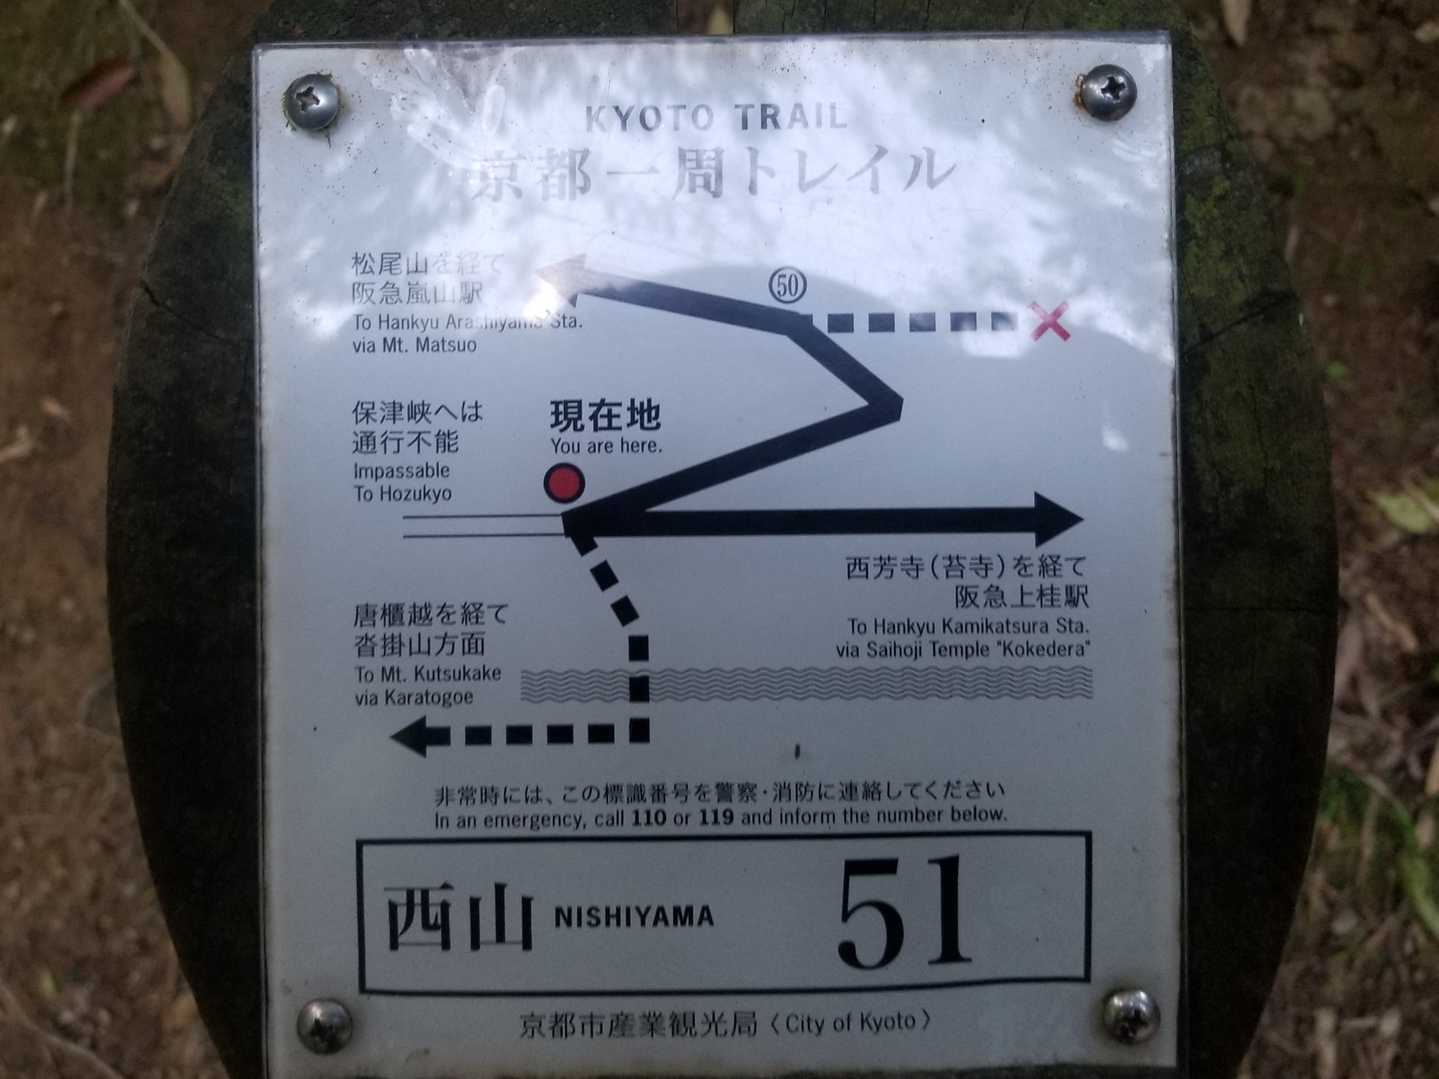 KYOTO TRAIL
京都一周トレイル
松尾山を経て
阪急嵐山駅
To Hankyu Arashiyama Sta.
via Mt. Matsuo
50
保津峡へは
通行不能
Impassable
To Hozukyo
現在地
You are here.
西芳寺(苔寺)を経て
阪急上桂駅
To Hankyu Kamikatsura Sta.
via Saihoji Temple "Kokedera"
唐櫃越を経て
沓掛山方面
To Mt. Kutsukake
via Karatogoe
非常時には、この標識番号を警察・消防に連絡してください
In an emergency, call 110 or 119 and inform the number below.
西山 NISHIYAMA 51
京都市産業観光局〈City of Kyoto〉